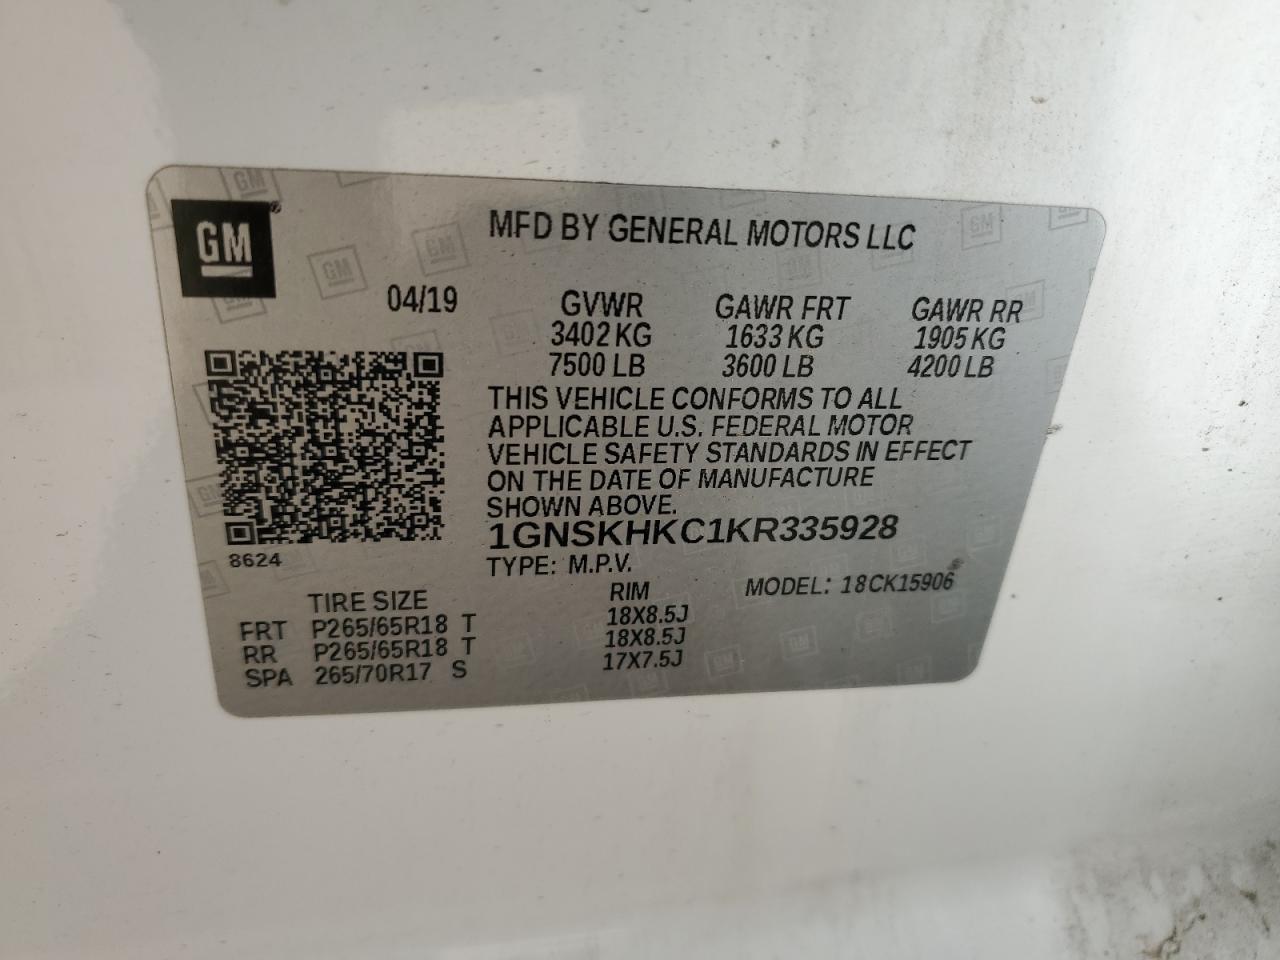 GM
MFD BY GENERAL MOTORS LLC
04/19 GVWR GAWR FRT GAWR RR
3402 KG 1633 KG 1905 KG
7500 LB 3600 LB 4200 LB
THIS VEHICLE CONFORMS TO ALL
APPLICABLE U.S. FEDERAL MOTOR
VEHICLE SAFETY STANDARDS IN EFFECT
ON THE DATE OF MANUFACTURE
SHOWN ABOVE.
1GNSKHKC1KR335928
8624
TYPE: M.P.V.
MODEL: 18CK15906
TIRE SIZE RIM
FRT P265/65R18 T 18X8.5J
RR P265/65R18 T 18X8.5J
SPA 265/70R17 S 17X7.5J